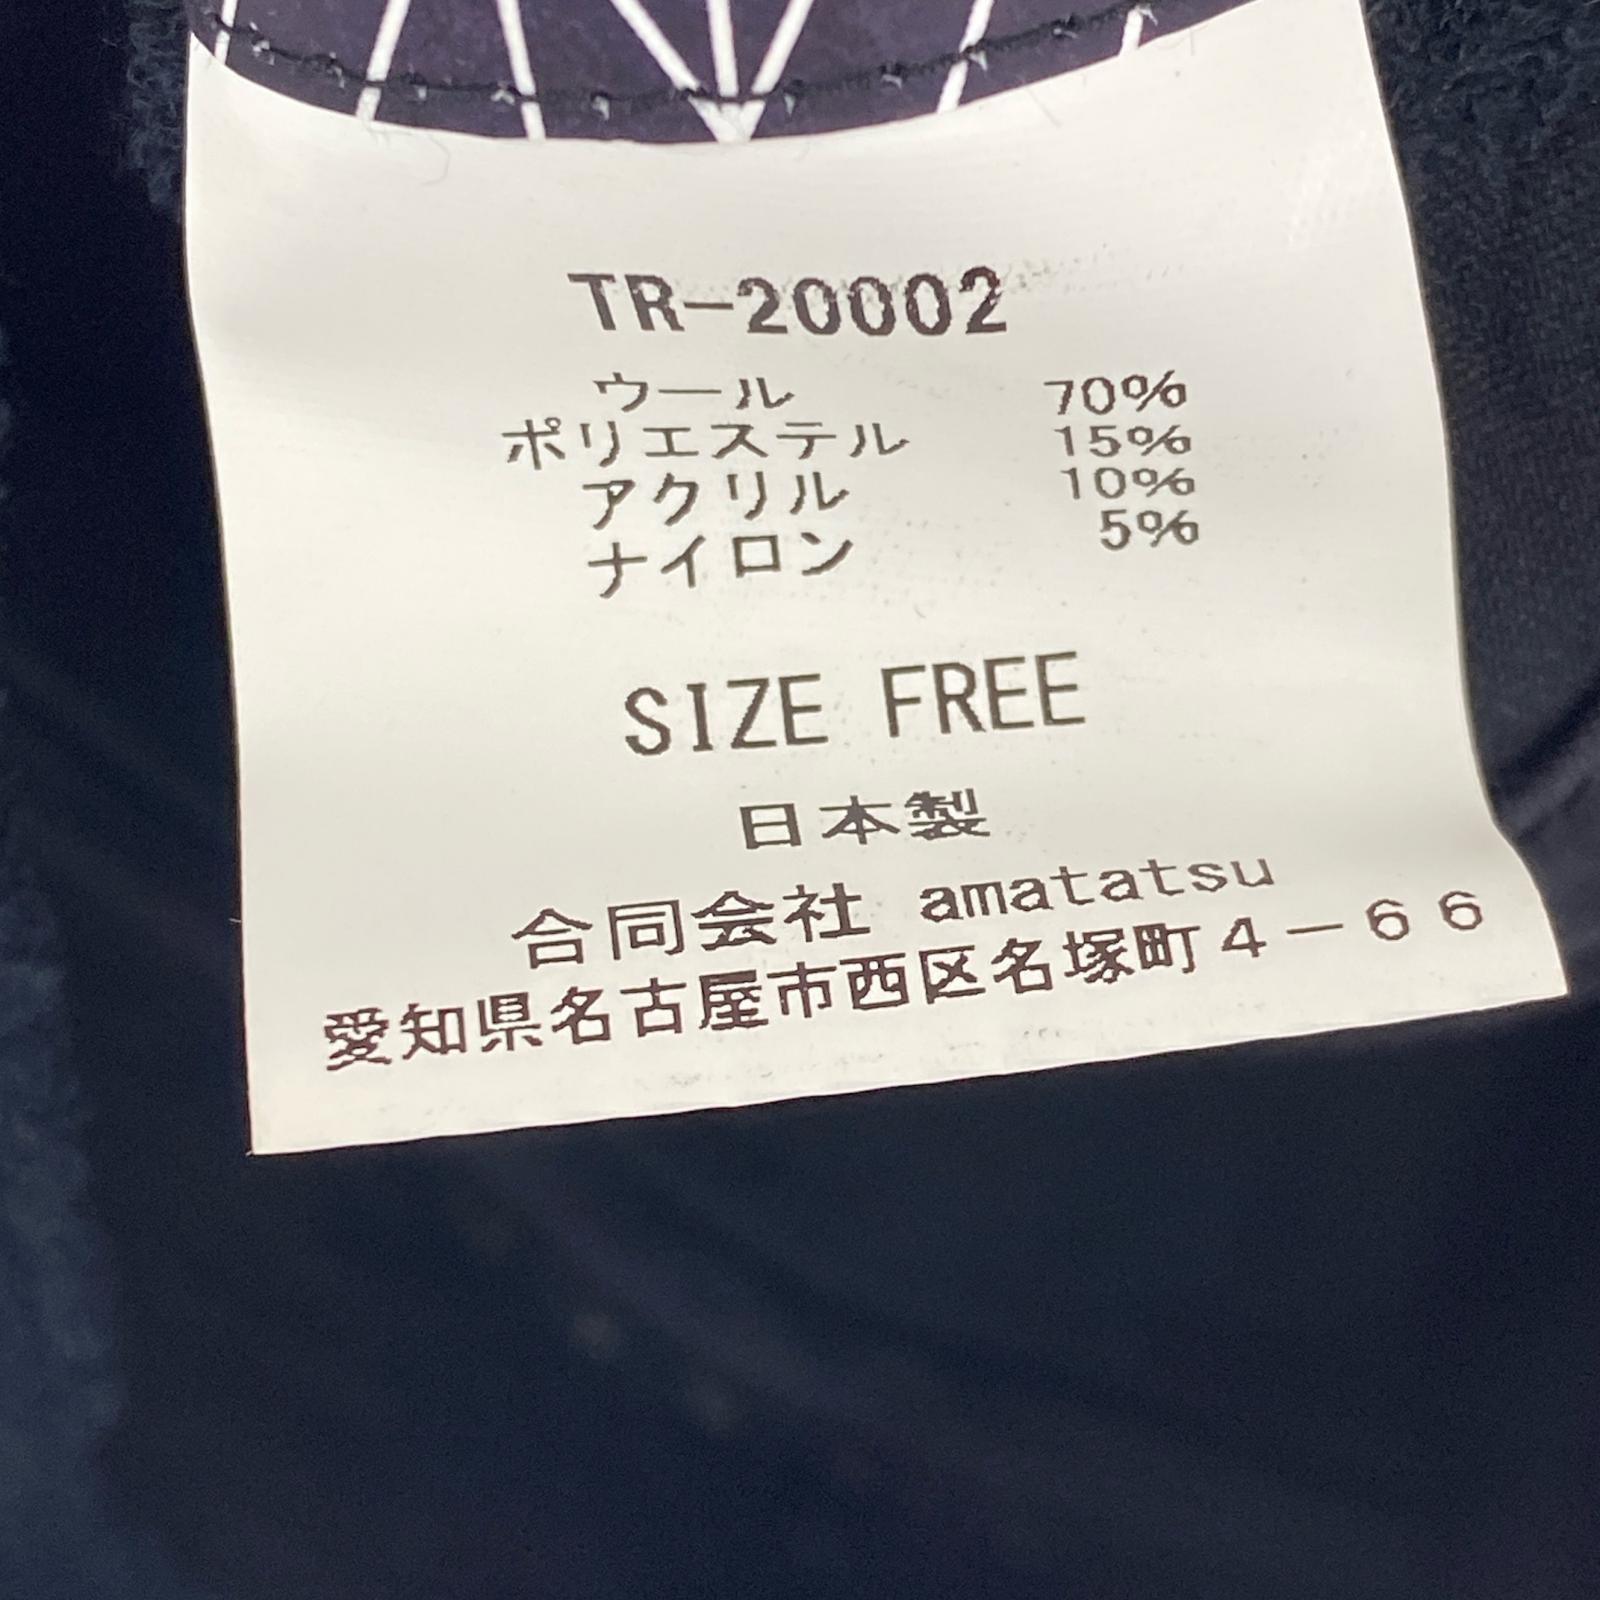 TR-20002
ウール 70%
ポリエステル 15%
アクリル 10%
ナイロン 5%
SIZE FREE
日本製
合同会社 amatatsu
愛知県名古屋市西区名塚町4-66